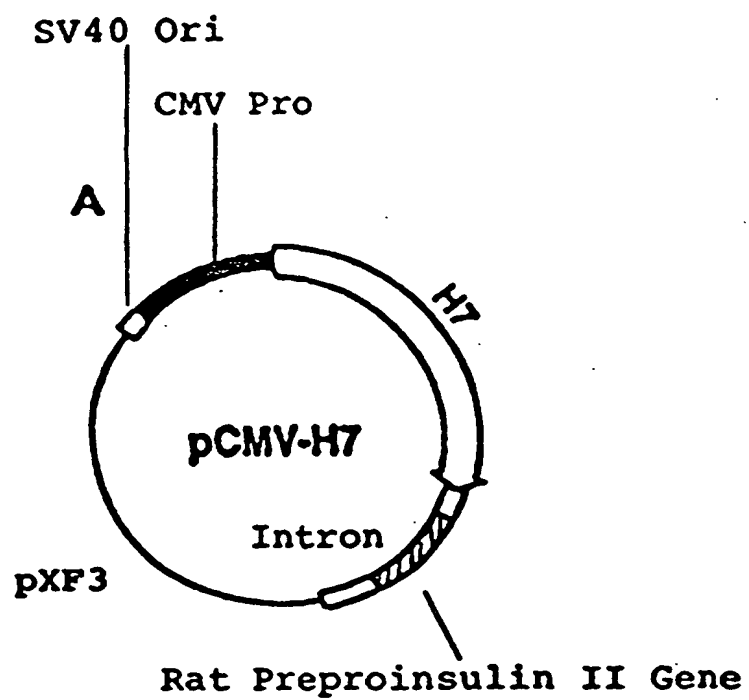 SV40 Ori
CMV Pro
A
H7
pCMV-H7
Intron
pXF3
Rat Preproinsulin II Gene